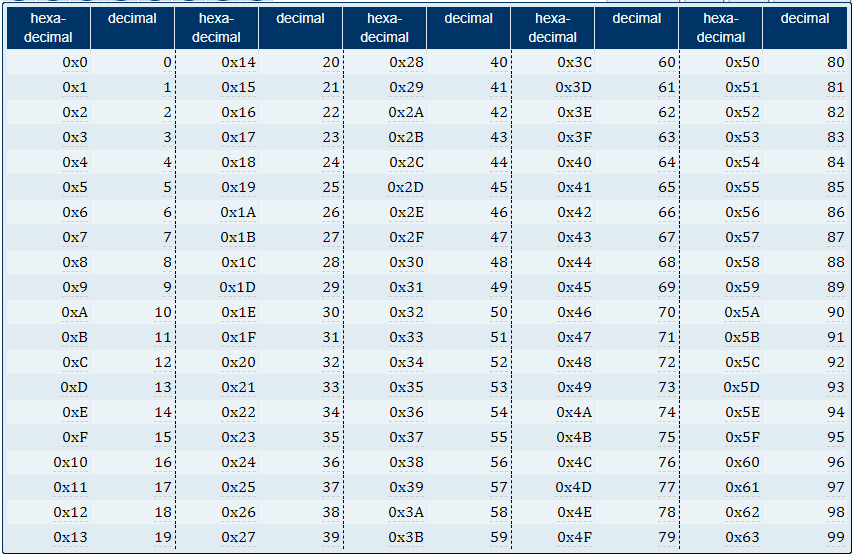 hexa-decimal decimal hexa-decimal decimal hexa-decimal decimal hexa-decimal decimal hexa-decimal decimal
0x0 0 0x14 20 0x28 40 0x3C 60 0x50 80
0x1 1 0x15 21 0x29 41 0x3D 61 0x51 81
0x2 2 0x16 22 0x2A 42 0x3E 62 0x52 82
0x3 3 0x17 23 0x2B 43 0x3F 63 0x53 83
0x4 4 0x18 24 0x2C 44 0x40 64 0x54 84
0x5 5 0x19 25 0x2D 45 0x41 65 0x55 85
0x6 6 0x1A 26 0x2E 46 0x42 66 0x56 86
0x7 7 0x1B 27 0x2F 47 0x43 67 0x57 87
0x8 8 0x1C 28 0x30 48 0x44 68 0x58 88
0x9 9 0x1D 29 0x31 49 0x45 69 0x59 89
0xA 10 0x1E 30 0x32 50 0x46 70 0x5A 90
0xB 11 0x1F 31 0x33 51 0x47 71 0x5B 91
0xC 12 0x20 32 0x34 52 0x48 72 0x5C 92
0xD 13 0x21 33 0x35 53 0x49 73 0x5D 93
0xE 14 0x22 34 0x36 54 0x4A 74 0x5E 94
0xF 15 0x23 35 0x37 55 0x4B 75 0x5F 95
0x10 16 0x24 36 0x38 56 0x4C 76 0x60 96
0x11 17 0x25 37 0x39 57 0x4D 77 0x61 97
0x12 18 0x26 38 0x3A 58 0x4E 78 0x62 98
0x13 19 0x27 39 0x3B 59 0x4F 79 0x63 99